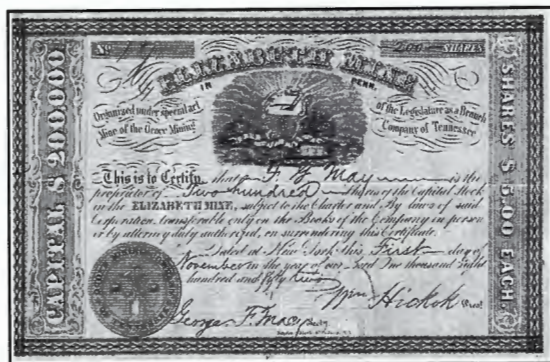 No 17
200 SHARES
ELIZABETH MINE
IN TENN.
Organized under special act of the Legislature as a Branch
Mine of the Ocoee Mining Company of Tennessee
CAPITAL $ 200000
SHARES $ 5.00 EACH.
This is to Certify, that F. Y. May is the
proprietor of Two hundred Shares of the Capital Stock
in the ELIZABETH MINE, subject to the Charter and By laws of said
Corporation, transferable only on the Books of the Company in person
or by attorney duly authorized, on surrendering this Certificate.
Dated at New York this First day of
November in the year of our Lord One thousand eight
hundred and fifty two
Wm Hickok Prest.
George F. May Secty